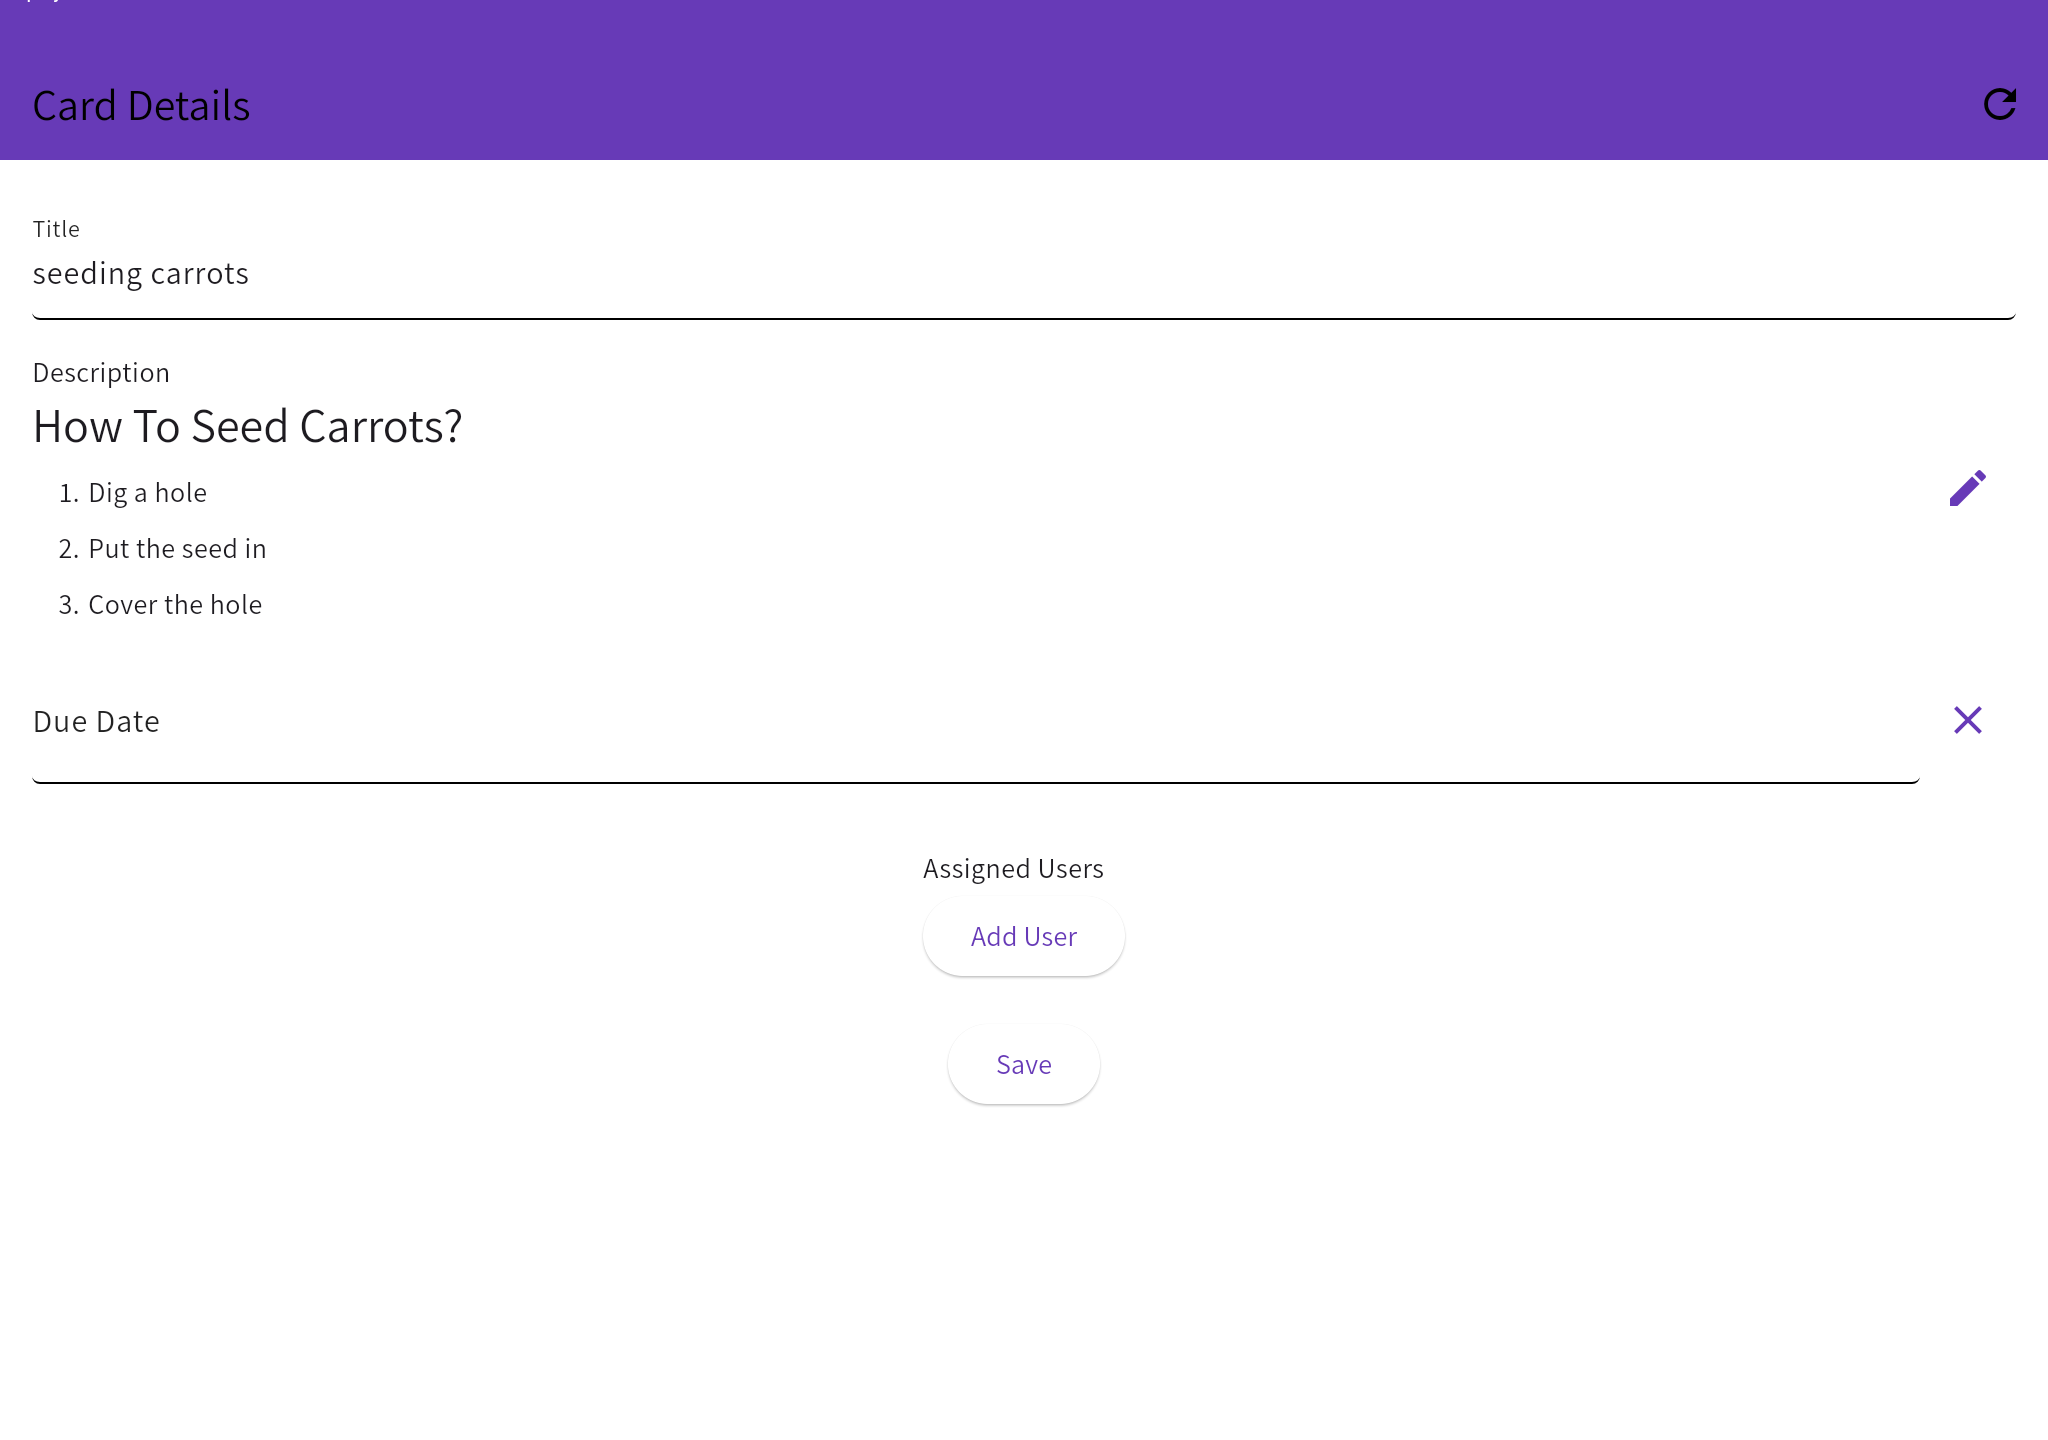 Card Details
Title
seeding carrots
Description
How To Seed Carrots?
1. Dig a hole
2. Put the seed in
3. Cover the hole
Due Date
Assigned Users
Add User
Save